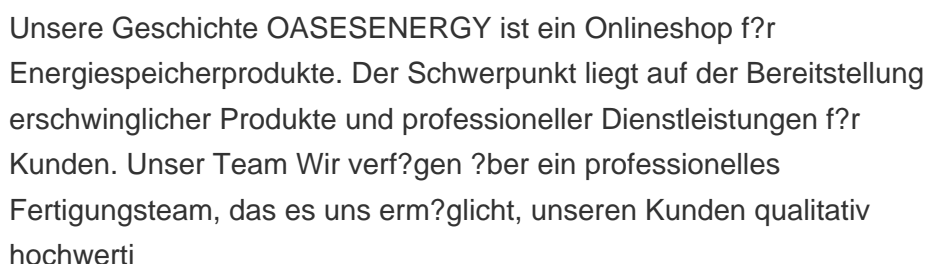 Unsere Geschichte OASESENERGY ist ein Onlineshop f?r
Energiespeicherprodukte. Der Schwerpunkt liegt auf der Bereitstellung
erschwinglicher Produkte und professioneller Dienstleistungen f?r
Kunden. Unser Team Wir verf?gen ?ber ein professionelles
Fertigungsteam, das es uns erm?glicht, unseren Kunden qualitativ
hochwerti